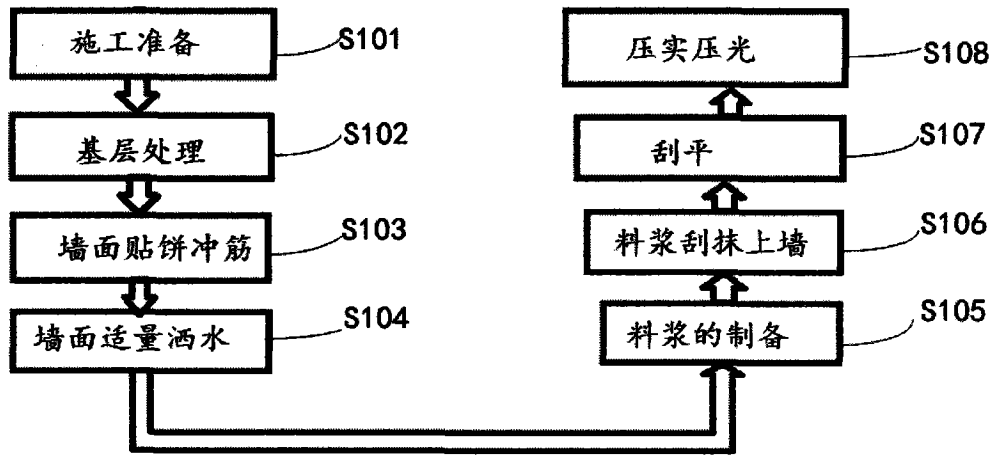 施工准备
S101
基层处理
S102
墙面贴饼冲筋
S103
墙面适量洒水
S104
料浆的制备
S105
料浆刮抹上墙
S106
刮平
S107
压实压光
S108